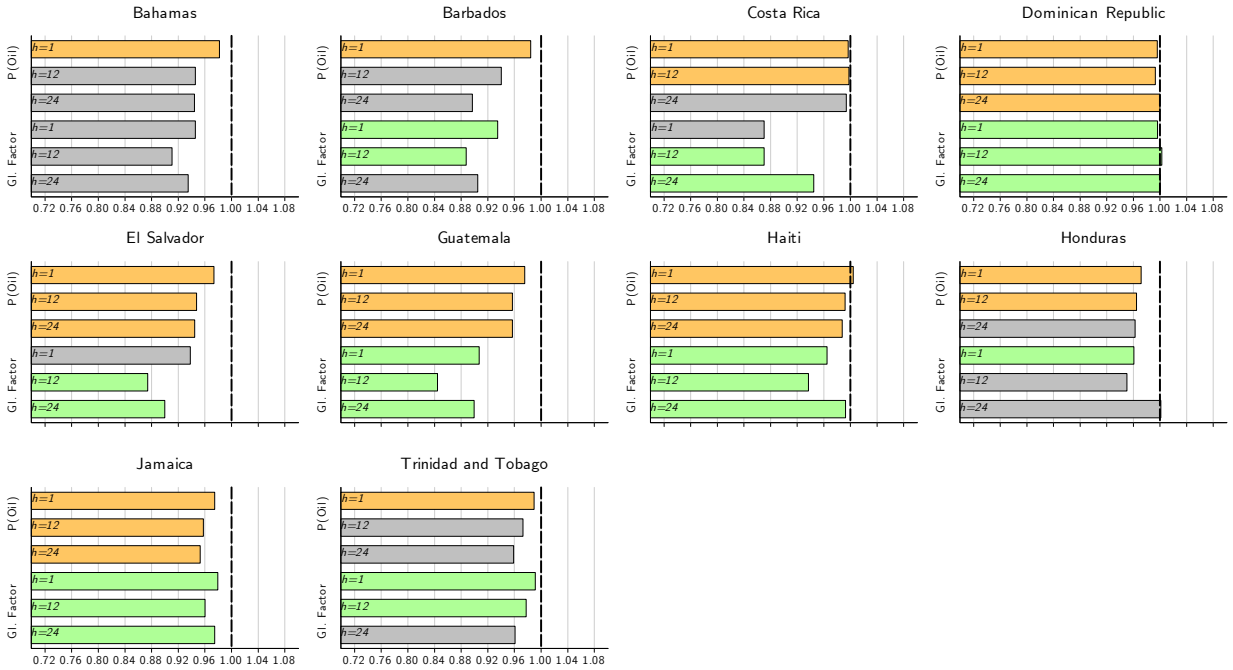 Bahamas
P(Oil)
h=1
h=12
h=24
Gl. Factor
h=1
h=12
h=24
0.72 0.76 0.80 0.84 0.88 0.92 0.96 1.00 1.04 1.08
Barbados
P(Oil)
h=1
h=12
h=24
Gl. Factor
h=1
h=12
h=24
0.72 0.76 0.80 0.84 0.88 0.92 0.96 1.00 1.04 1.08
Costa Rica
P(Oil)
h=1
h=12
h=24
Gl. Factor
h=1
h=12
h=24
0.72 0.76 0.80 0.84 0.88 0.92 0.96 1.00 1.04 1.08
Dominican Republic
P(Oil)
h=1
h=12
h=24
Gl. Factor
h=1
h=12
h=24
0.72 0.76 0.80 0.84 0.88 0.92 0.96 1.00 1.04 1.08
El Salvador
P(Oil)
h=1
h=12
h=24
Gl. Factor
h=1
h=12
h=24
Guatemala
P(Oil)
h=1
h=12
h=24
Gl. Factor
h=1
h=12
h=24
Haiti
P(Oil)
h=1
h=12
h=24
Gl. Factor
h=1
h=12
h=24
Honduras
P(Oil)
h=1
h=12
h=24
Gl. Factor
h=1
h=12
h=24
Jamaica
P(Oil)
h=1
h=12
h=24
Gl. Factor
h=1
h=12
h=24
0.72 0.76 0.80 0.84 0.88 0.92 0.96 1.00 1.04 1.08
Trinidad and Tobago
P(Oil)
h=1
h=12
h=24
Gl. Factor
h=1
h=12
h=24
0.72 0.76 0.80 0.84 0.88 0.92 0.96 1.00 1.04 1.08